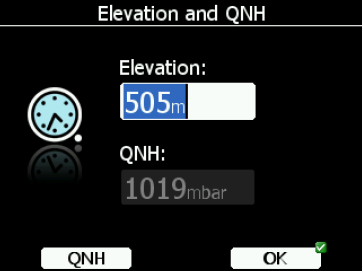 Elevation and QNH
Elevation:
505m
QNH:
1019mbar
QNH OK